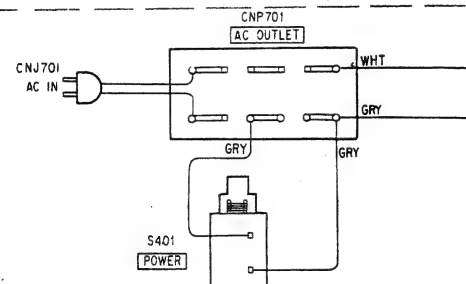 CNP701
AC OUTLET
CNJ701
AC IN
WHT
GRY
GRY
GRY
S401
POWER